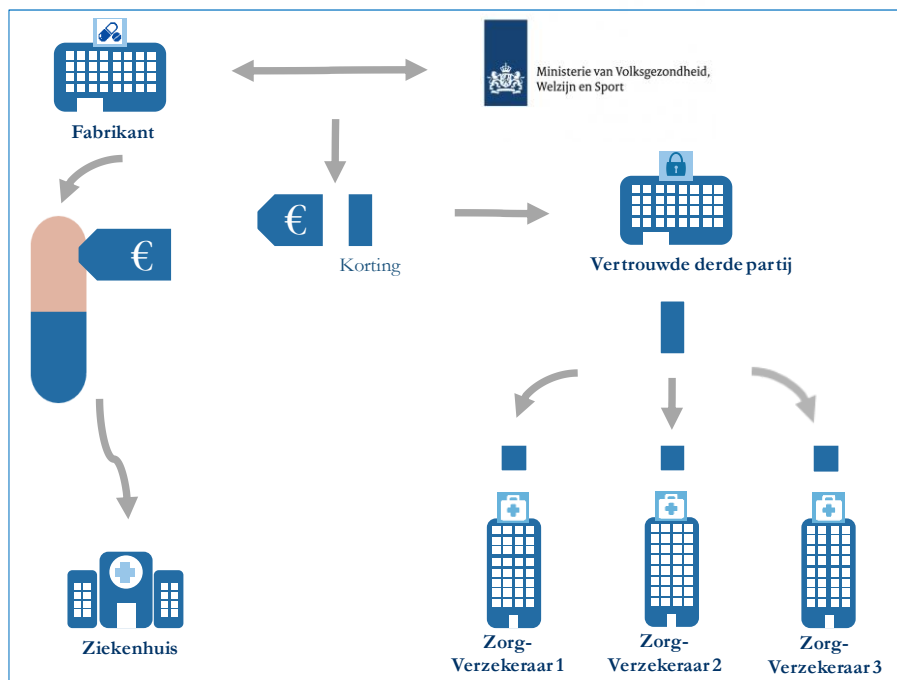 Ministerie van Volksgezondheid,
Welzijn en Sport
Fabrikant
€
€
Korting
Vertrouwde derde partij
Ziekenhuis
Zorg-
Verzekeraar 1
Zorg-
Verzekeraar 2
Zorg-
Verzekeraar 3